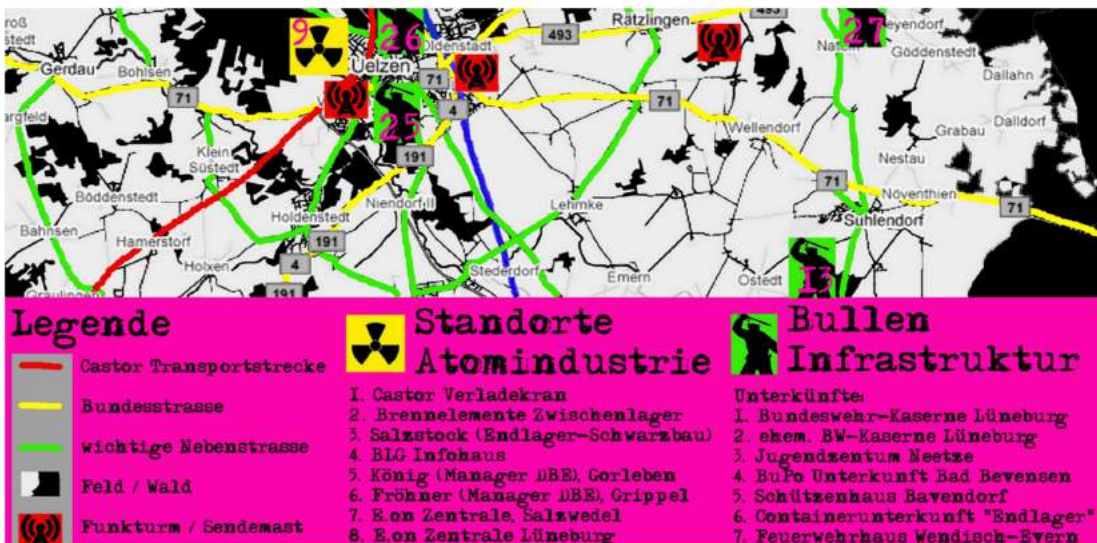 9
26
27
493
Rätzlingen
Oldenstadt
Natem
Göddenstedt
Gerdau
Bohlsen
Uelzen
71
Dallahn
71
4
71
25
Wellendorf
Grabau
Dalldorf
Klein
Süstedt
191
Nestau
Böddenstedt
71
Növenthien
Bahnsen
Holdenstedt
Niendorf II
Lehmke
71
Suhlendorf
Hamerstorf
191
Holxen
4
Stederdorf
Emern
Ostedt
13
191
Legende
Castor Transportstrecke
Bundesstrasse
wichtige Nebenstrasse
Feld / Wald
Funkturm / Sendemast
Standorte
Atomindustrie
1. Castor Verladekran
2. Brennelemente Zwischenlager
3. Salzstock (Endlager-Schwarzbau)
4. BLG Infohaus
5. König (Manager DBE), Gorleben
6. Fröhner (Manager DBE), Grippel
7. E.on Zentrale, Salzwedel
8. E.on Zentrale Lüneburg
Bullen
Infrastruktur
Unterkünfte:
1. Bundeswehr-Kaserne Lüneburg
2. ehem. BW-Kaserne Lüneburg
3. Jugendzentum Neetze
4. BuPo Unterkunft Bad Bevensen
5. Schützenhaus Bavendorf
6. Containerunterkunft "Endlager"
7. Feuerwehrhaus Wendisch-Evern